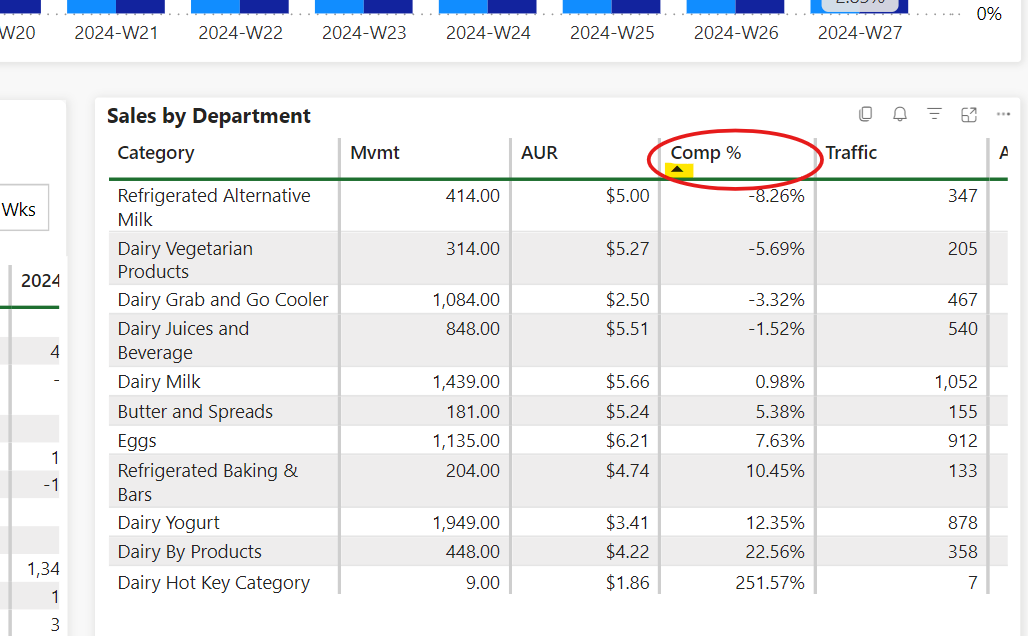 0%
2024-W21 2024-W22 2024-W23 2024-W24 2024-W25 2024-W26 2024-W27
Sales by Department
Category Mvmt AUR Comp % Traffic
Wks
2024
Refrigerated Alternative Milk 414.00 $5.00 -8.26% 347
Dairy Vegetarian Products 314.00 $5.27 -5.69% 205
Dairy Grab and Go Cooler 1,084.00 $2.50 -3.32% 467
Dairy Juices and Beverage 848.00 $5.51 -1.52% 540
Dairy Milk 1,439.00 $5.66 0.98% 1,052
Butter and Spreads 181.00 $5.24 5.38% 155
Eggs 1,135.00 $6.21 7.63% 912
Refrigerated Baking & Bars 204.00 $4.74 10.45% 133
Dairy Yogurt 1,949.00 $3.41 12.35% 878
Dairy By Products 448.00 $4.22 22.56% 358
Dairy Hot Key Category 9.00 $1.86 251.57% 7